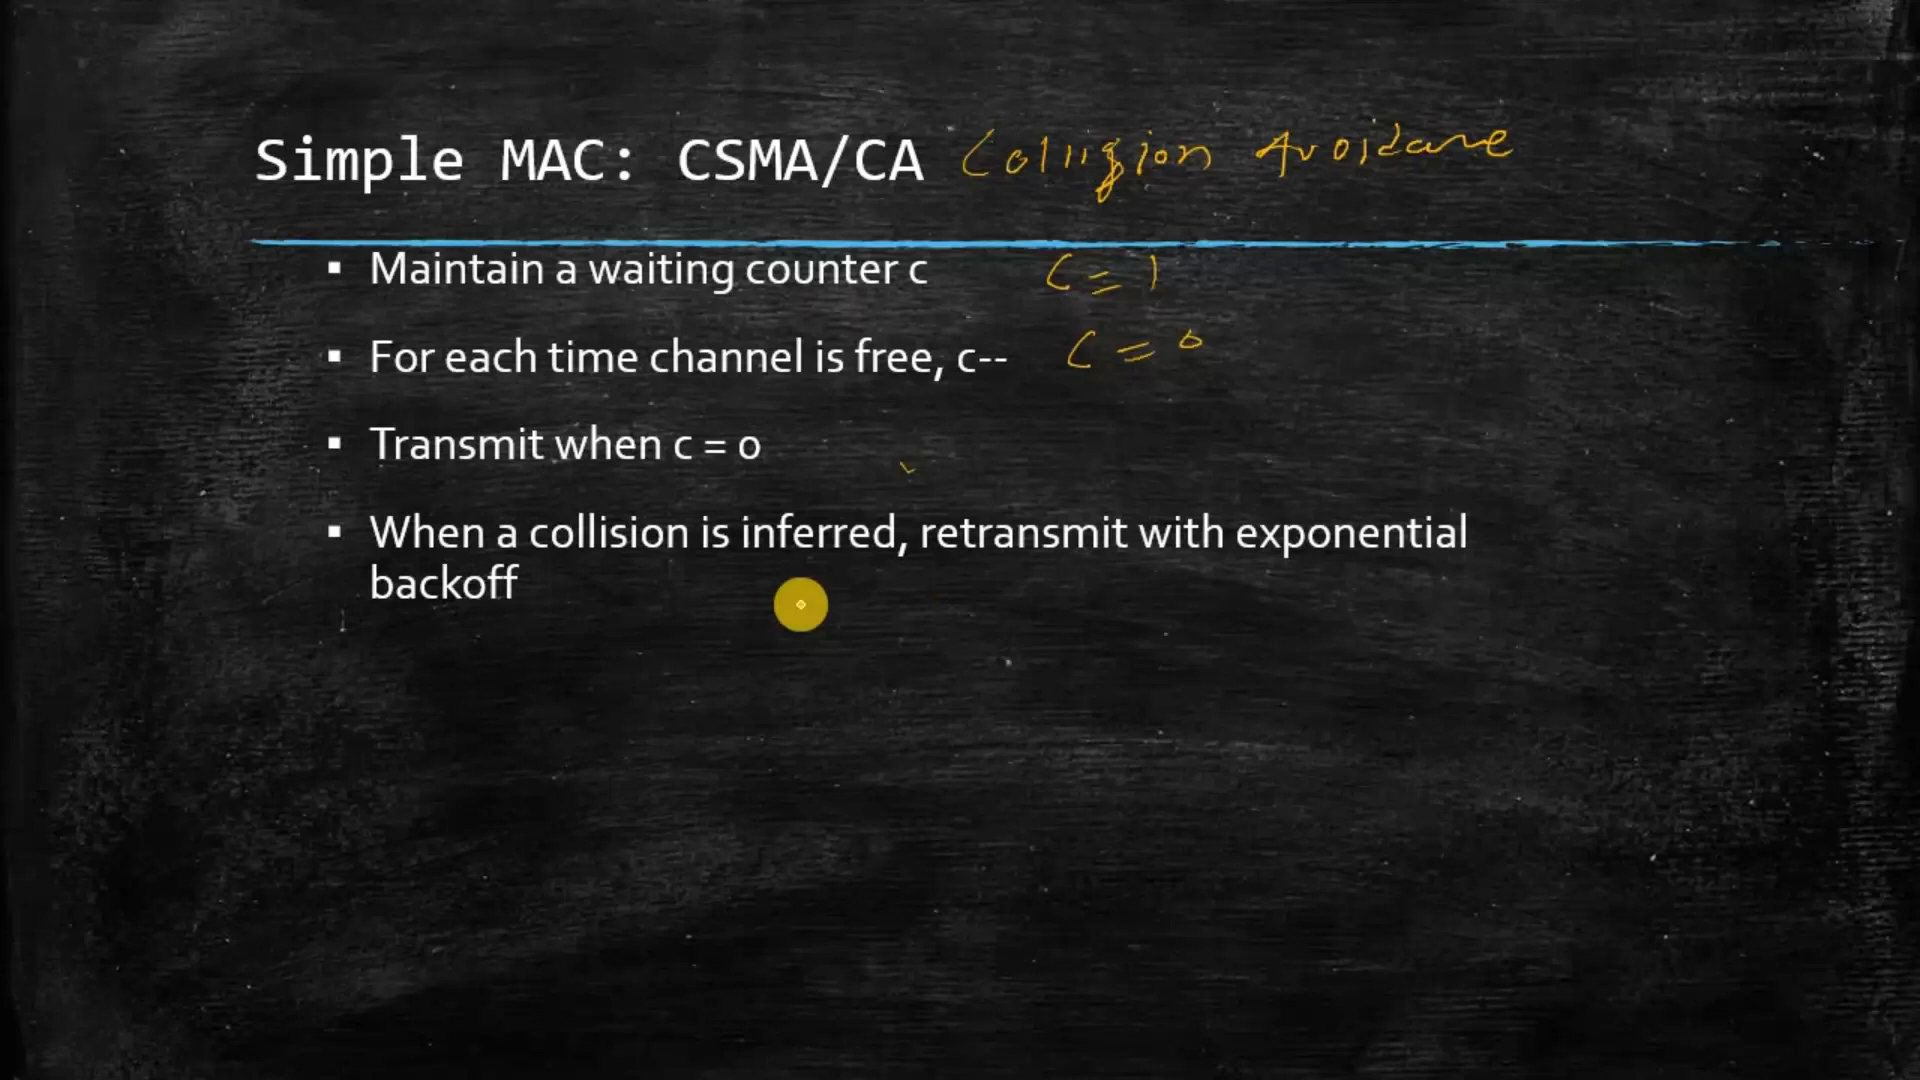 Simple MAC: CSMA/CA Collision Avoidance
▪ Maintain a waiting counter c C = 1
▪ For each time channel is free, c-- C = 0
▪ Transmit when c = 0
▪ When a collision is inferred, retransmit with exponential
backoff